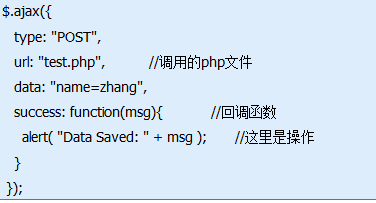 $.ajax({
type: "POST",
url: "test.php", //调用的php文件
data: "name=zhang",
success: function(msg){ //回调函数
alert( "Data Saved: " + msg ); //这里是操作
}
});